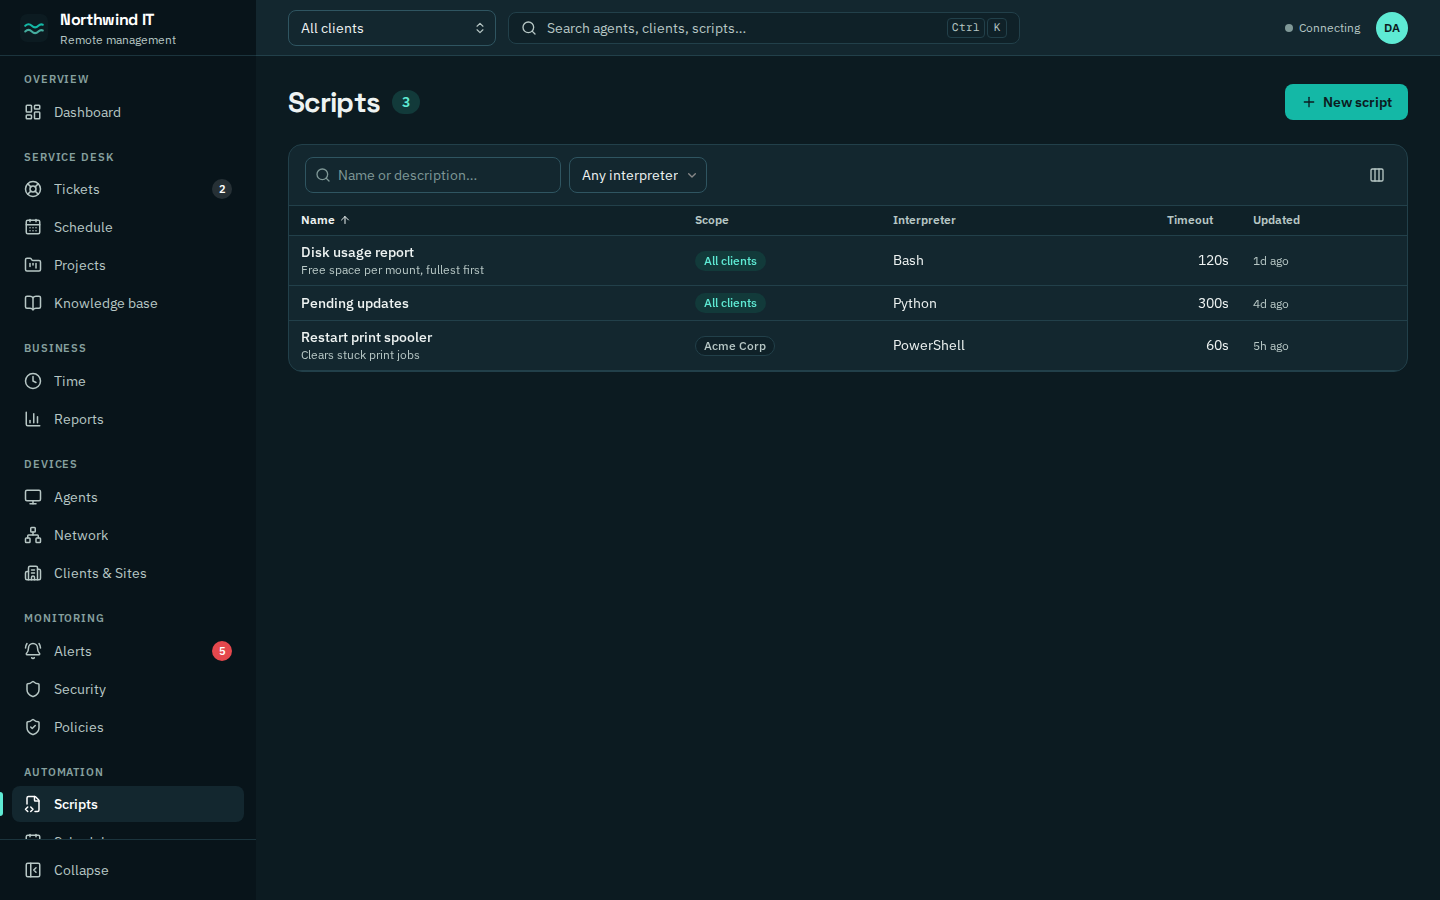 Northwind IT
Remote management
All clients
Search agents, clients, scripts...
Ctrl K
Connecting
DA
OVERVIEW
Dashboard
SERVICE DESK
Tickets 2
Schedule
Projects
Knowledge base
BUSINESS
Time
Reports
DEVICES
Agents
Network
Clients & Sites
MONITORING
Alerts 5
Security
Policies
AUTOMATION
Scripts
Collapse
Scripts 3
New script
Name or description...
Any interpreter
Name Scope Interpreter Timeout Updated
Disk usage report All clients Bash 120s 1d ago
Free space per mount, fullest first
Pending updates All clients Python 300s 4d ago
Restart print spooler Acme Corp PowerShell 60s 5h ago
Clears stuck print jobs